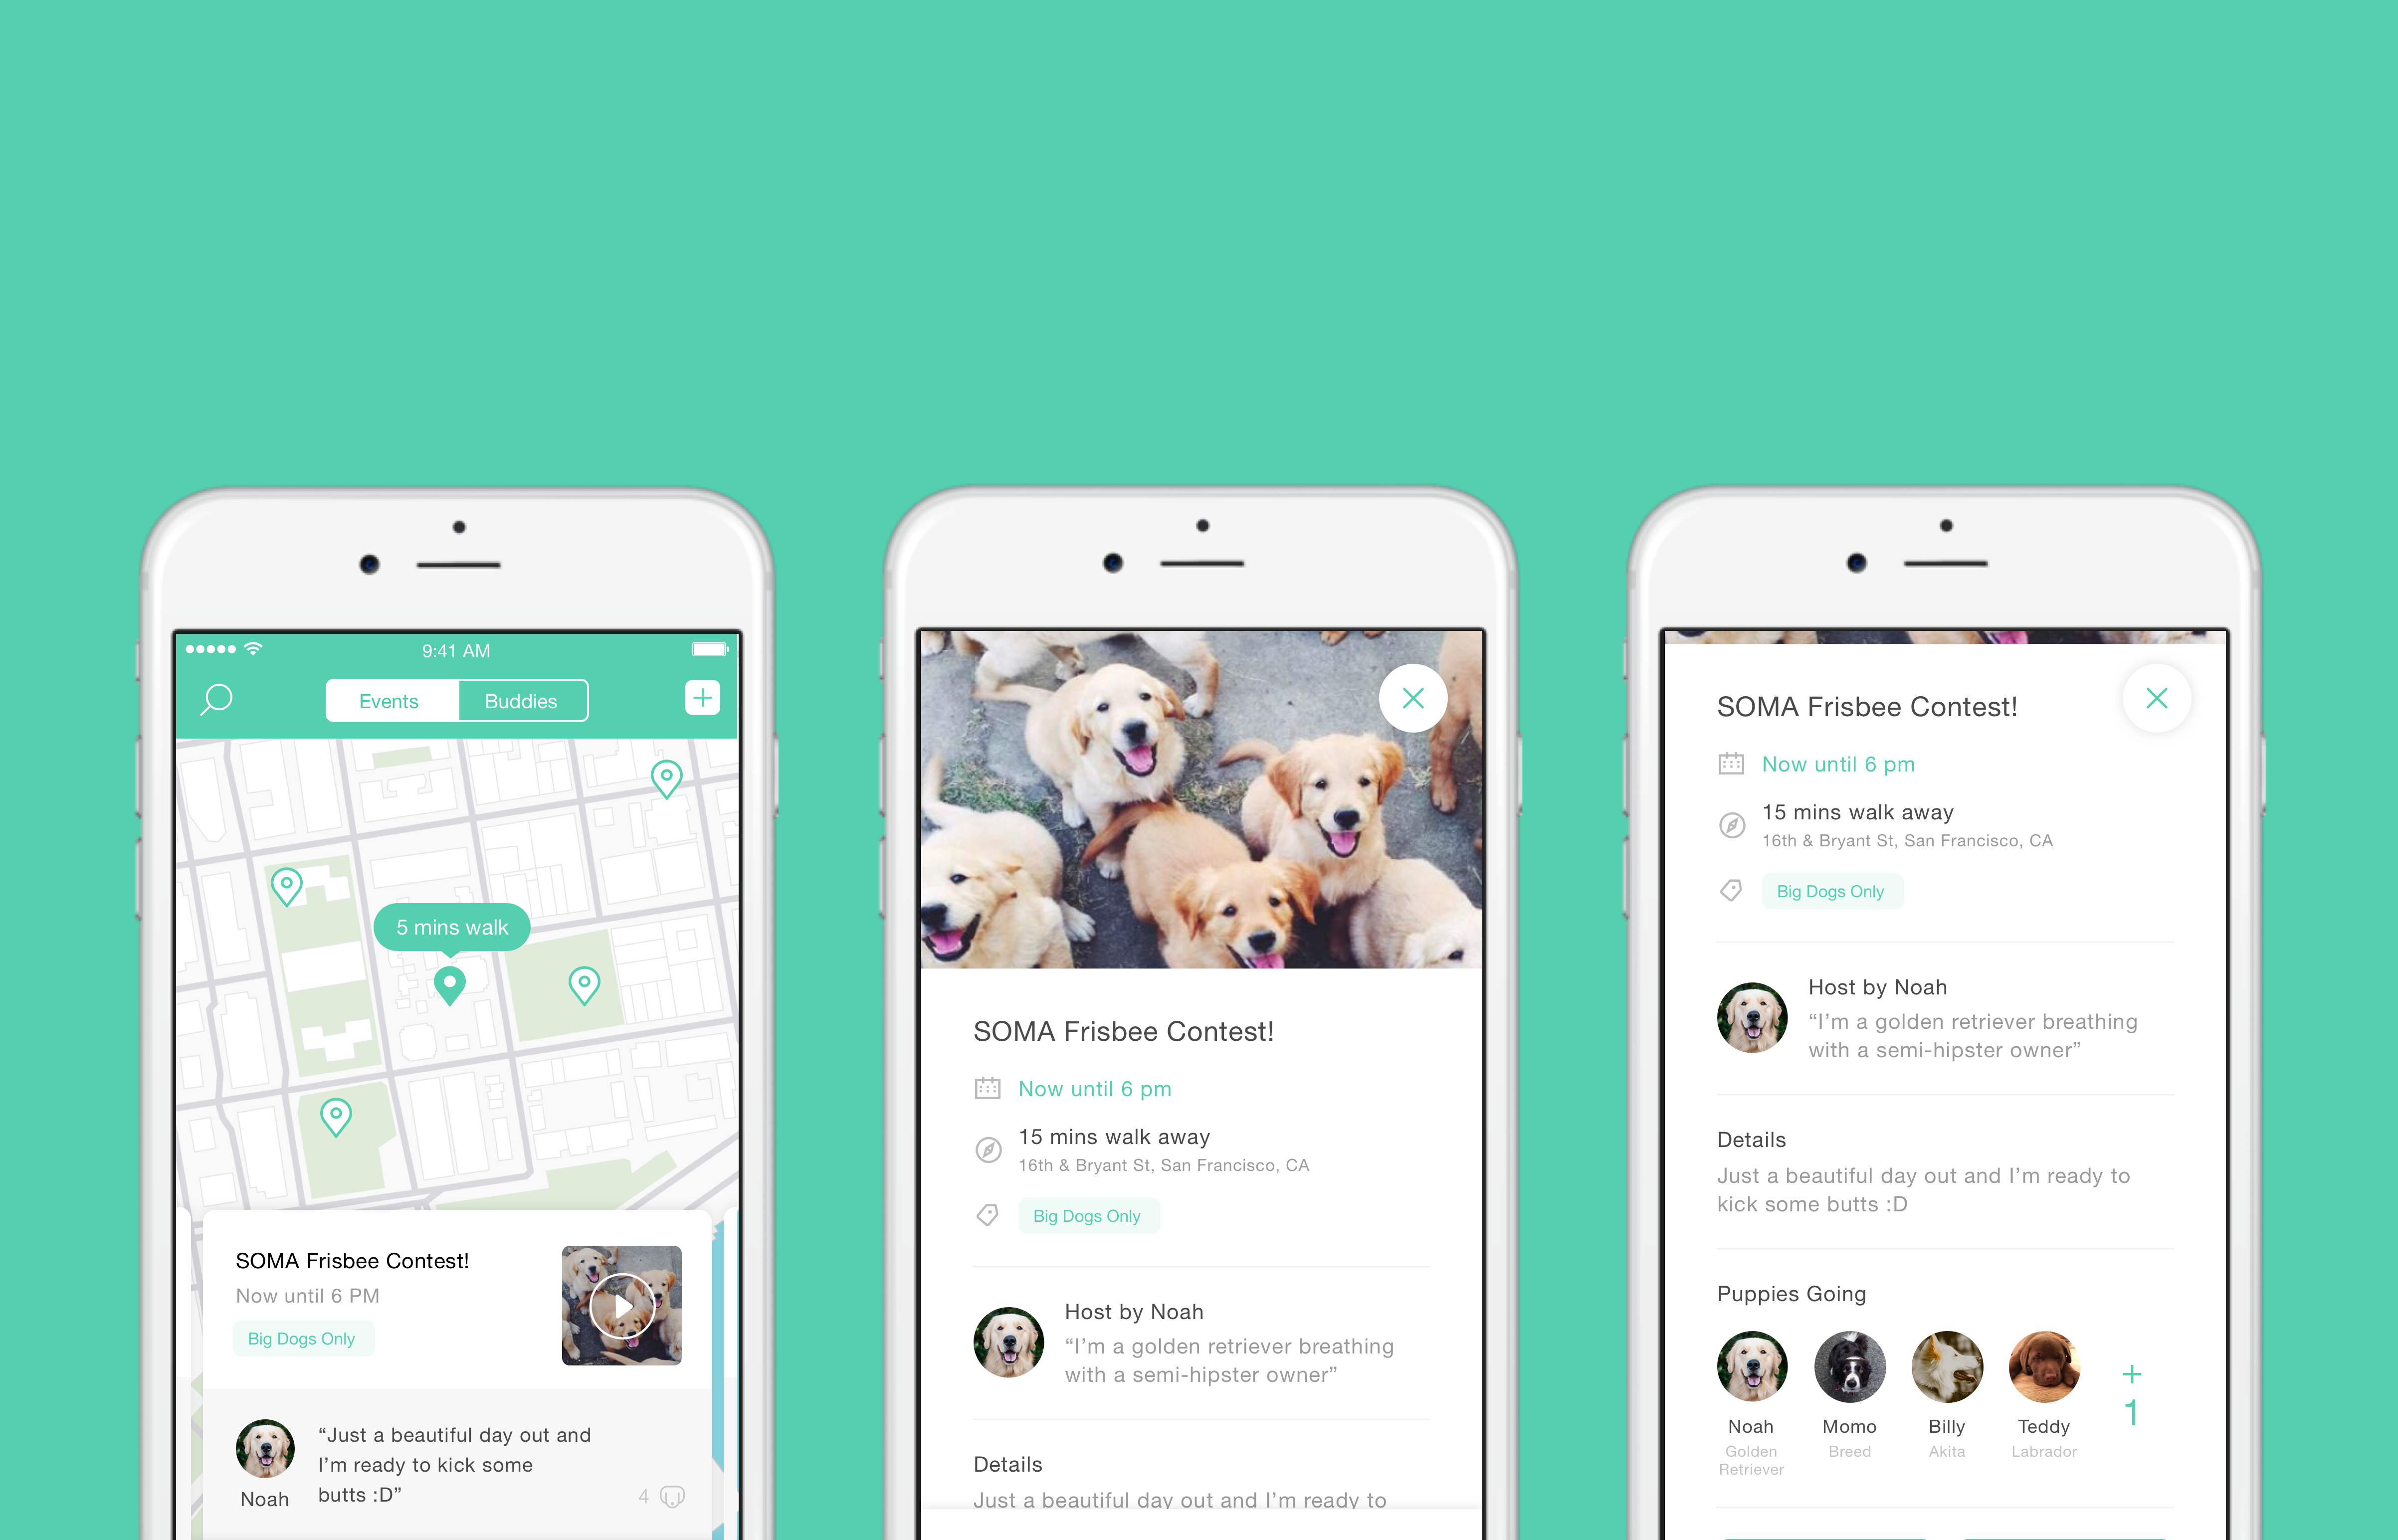 9:41 AM
Events
Buddies
5 mins walk
SOMA Frisbee Contest!
Now until 6 PM
Big Dogs Only
“Just a beautiful day out and
I’m ready to kick some
butts :D”
Noah
4
SOMA Frisbee Contest!
Now until 6 pm
15 mins walk away
16th & Bryant St, San Francisco, CA
Big Dogs Only
Host by Noah
“I’m a golden retriever breathing
with a semi-hipster owner”
Details
Just a beautiful day out and I’m ready to
SOMA Frisbee Contest!
Now until 6 pm
15 mins walk away
16th & Bryant St, San Francisco, CA
Big Dogs Only
Host by Noah
“I’m a golden retriever breathing
with a semi-hipster owner”
Details
Just a beautiful day out and I’m ready to
kick some butts :D
Puppies Going
+
1
Noah Momo Billy Teddy
Golden Breed Akita Labrador
Retriever